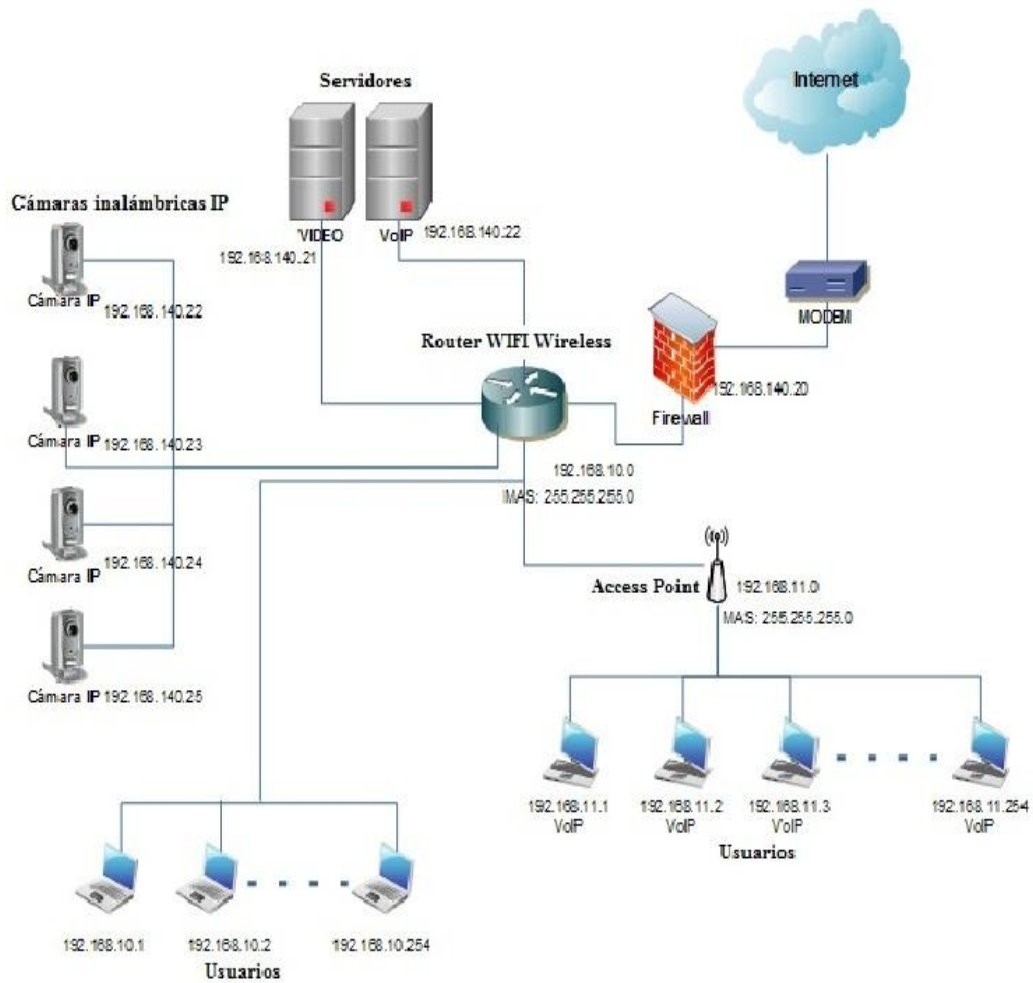 Internet
Servidores
Cámaras inalámbricas IP
VIDEO
VoIP
192.168.140.22
192.168.140.21
MODEM
Cámara IP
192.168.140.22
Router WIFI Wireless
192.168.140.20
Firewall
Cámara IP
192.168.140.23
192.168.10.0
MAS: 255.255.255.0
Cámara IP
192.168.140.24
Access Point
192.168.11.0
MAS: 255.255.255.0
Cámara IP
192.168.140.25
192.168.11.1
VoIP
192.168.11.2
VoIP
192.168.11.3
VoIP
192.168.11.254
VoIP
Usuarios
192.168.10.1
192.168.10.2
192.168.10.254
Usuarios